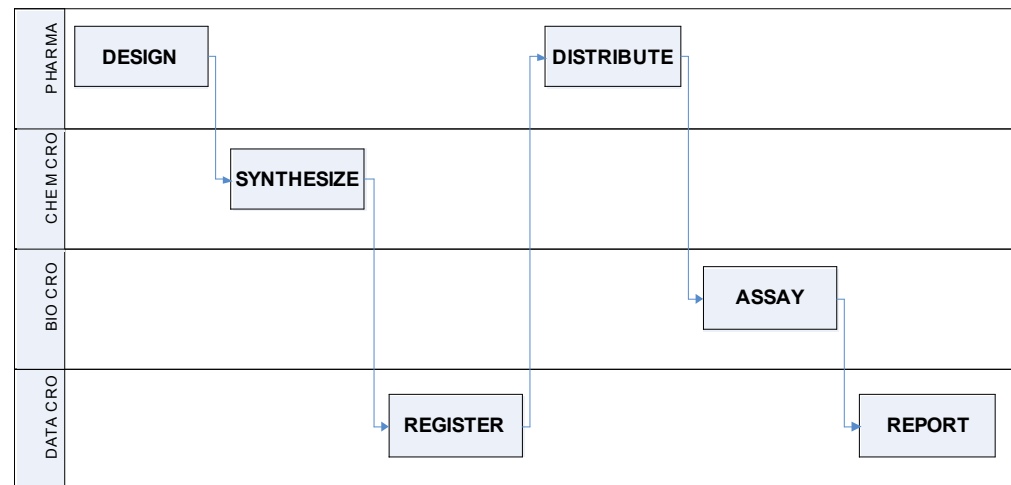 PHARMA
DESIGN
DISTRIBUTE
CHEM CRO
SYNTHESIZE
BIO CRO
ASSAY
DATA CRO
REGISTER
REPORT